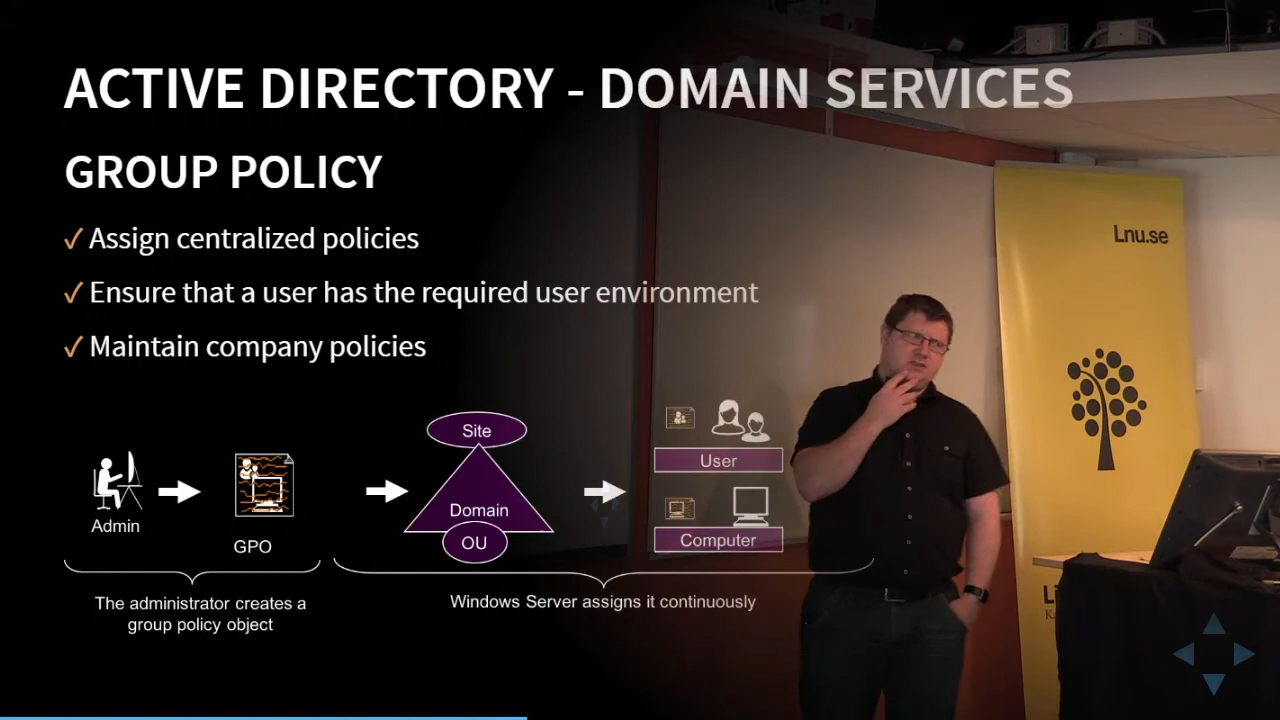 ACTIVE DIRECTORY - DOMAIN SERVICES
GROUP POLICY
✓ Assign centralized policies
✓ Ensure that a user has the required user environment
✓ Maintain company policies
Lnu.se
Site
Domain
OU
User
Computer
Admin
GPO
The administrator creates a
group policy object
Windows Server assigns it continuously